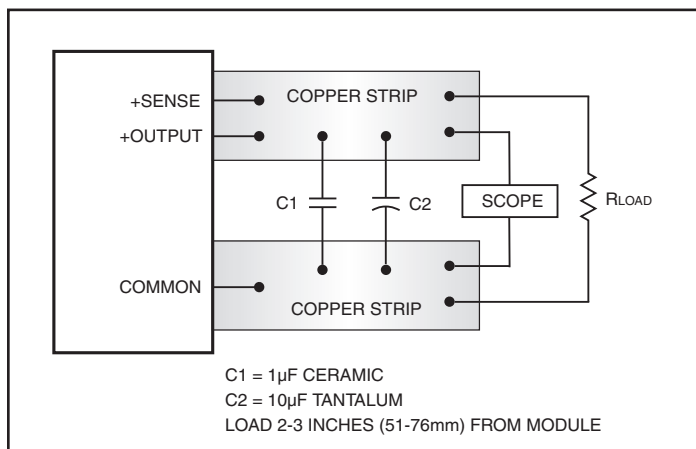 +SENSE
COPPER STRIP
+OUTPUT
C1
C2
SCOPE
RLOAD
COMMON
COPPER STRIP
C1 = 1µF CERAMIC
C2 = 10µF TANTALUM
LOAD 2-3 INCHES (51-76mm) FROM MODULE